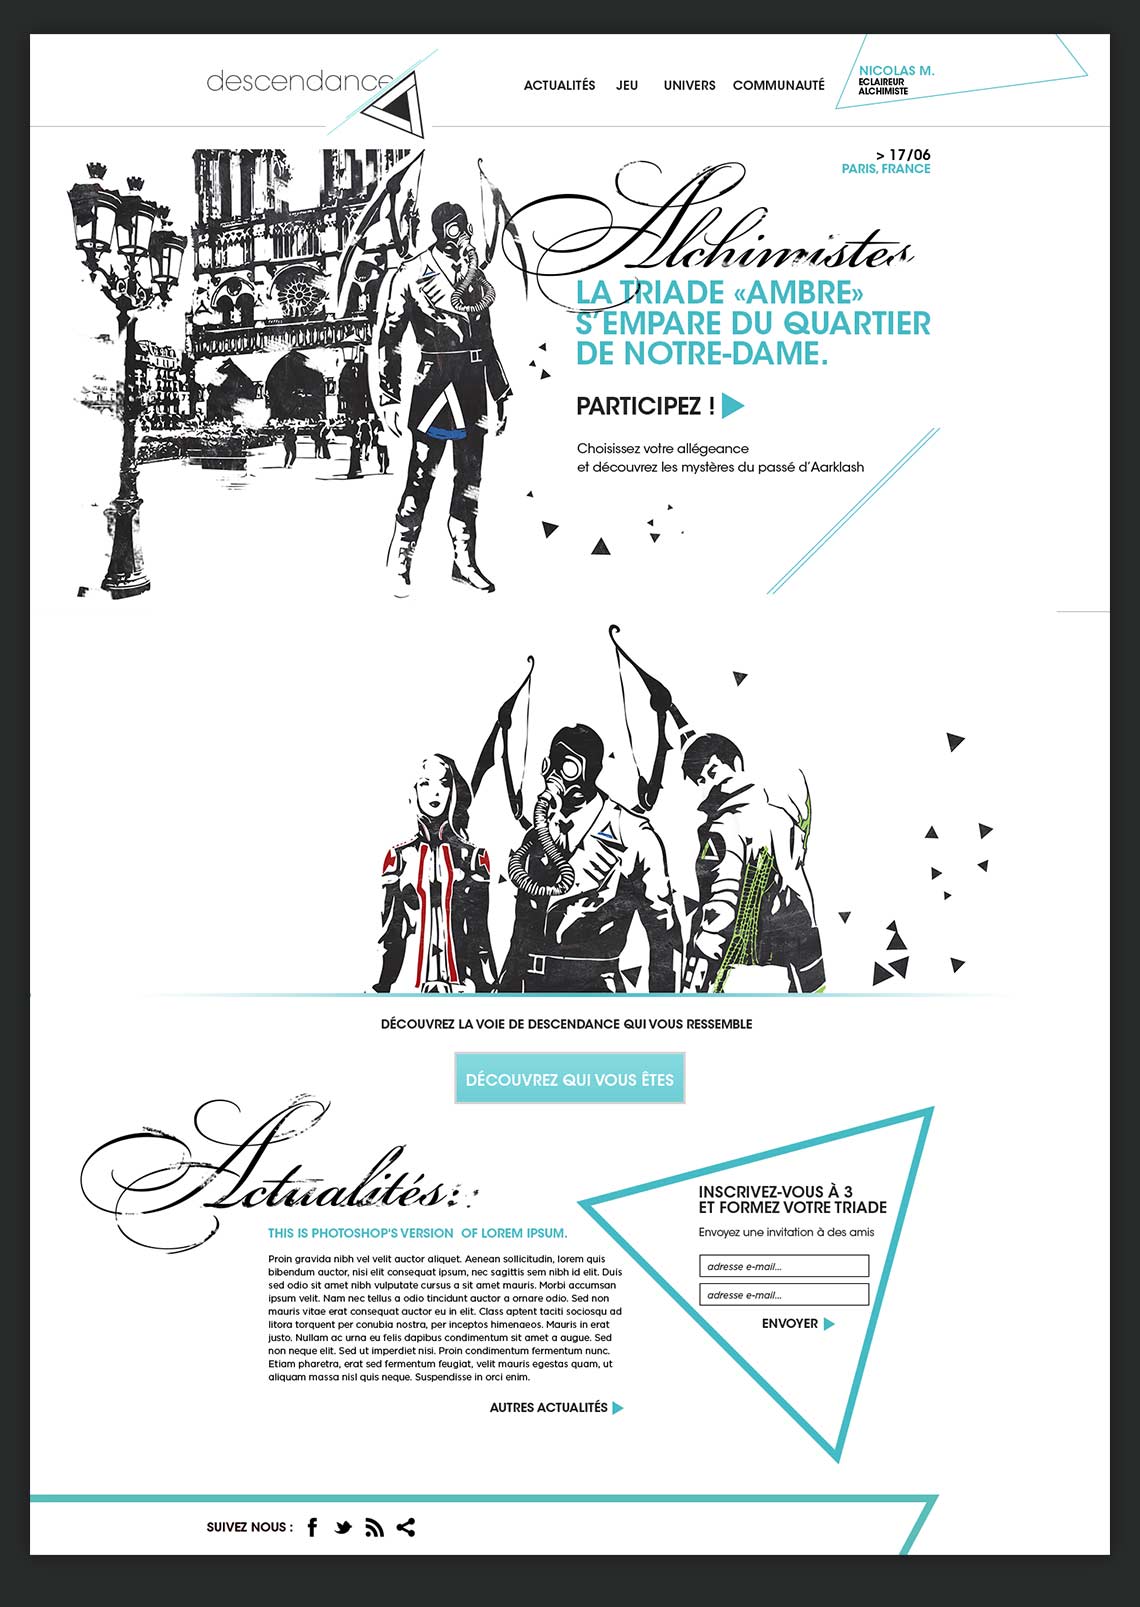 descendance
ACTUALITÉS JEU UNIVERS COMMUNAUTÉ
NICOLAS M.
ECLAIREUR
ALCHIMISTE
> 17/06
PARIS, FRANCE
Alchimistes
LA TRIADE «AMBRE»
S'EMPARE DU QUARTIER
DE NOTRE-DAME.
PARTICIPEZ !
Choisissez votre allégeance
et découvrez les mystères du passé d'Aarklash
DÉCOUVREZ LA VOIE DE DESCENDANCE QUI VOUS RESSEMBLE
DÉCOUVREZ QUI VOUS ÊTES
Actualités:
THIS IS PHOTOSHOP'S VERSION OF LOREM IPSUM.
Proin gravida nibh vel velit auctor aliquet. Aenean sollicitudin, lorem quis
bibendum auctor, nisi elit consequat ipsum, nec sagittis sem nibh id elit. Duis
sed odio sit amet nibh vulputate cursus a sit amet mauris. Morbi accumsan
ipsum velit. Nam nec tellus a odio tincidunt auctor a ornare odio. Sed non
mauris vitae erat consequat auctor eu in elit. Class aptent taciti sociosqu ad
litora torquent per conubia nostra, per inceptos himenaeos. Mauris in erat
justo. Nullam ac urna eu felis dapibus condimentum sit amet a augue. Sed
non neque elit. Sed ut imperdiet nisi. Proin condimentum fermentum nunc.
Etiam pharetra, erat sed fermentum feugiat, velit mauris egestas quam, ut
aliquam massa nisl quis neque. Suspendisse in orci enim.
AUTRES ACTUALITÉS
INSCRIVEZ-VOUS À 3
ET FORMEZ VOTRE TRIADE
Envoyez une invitation à des amis
adresse e-mail...
adresse e-mail...
ENVOYER
SUIVEZ NOUS :